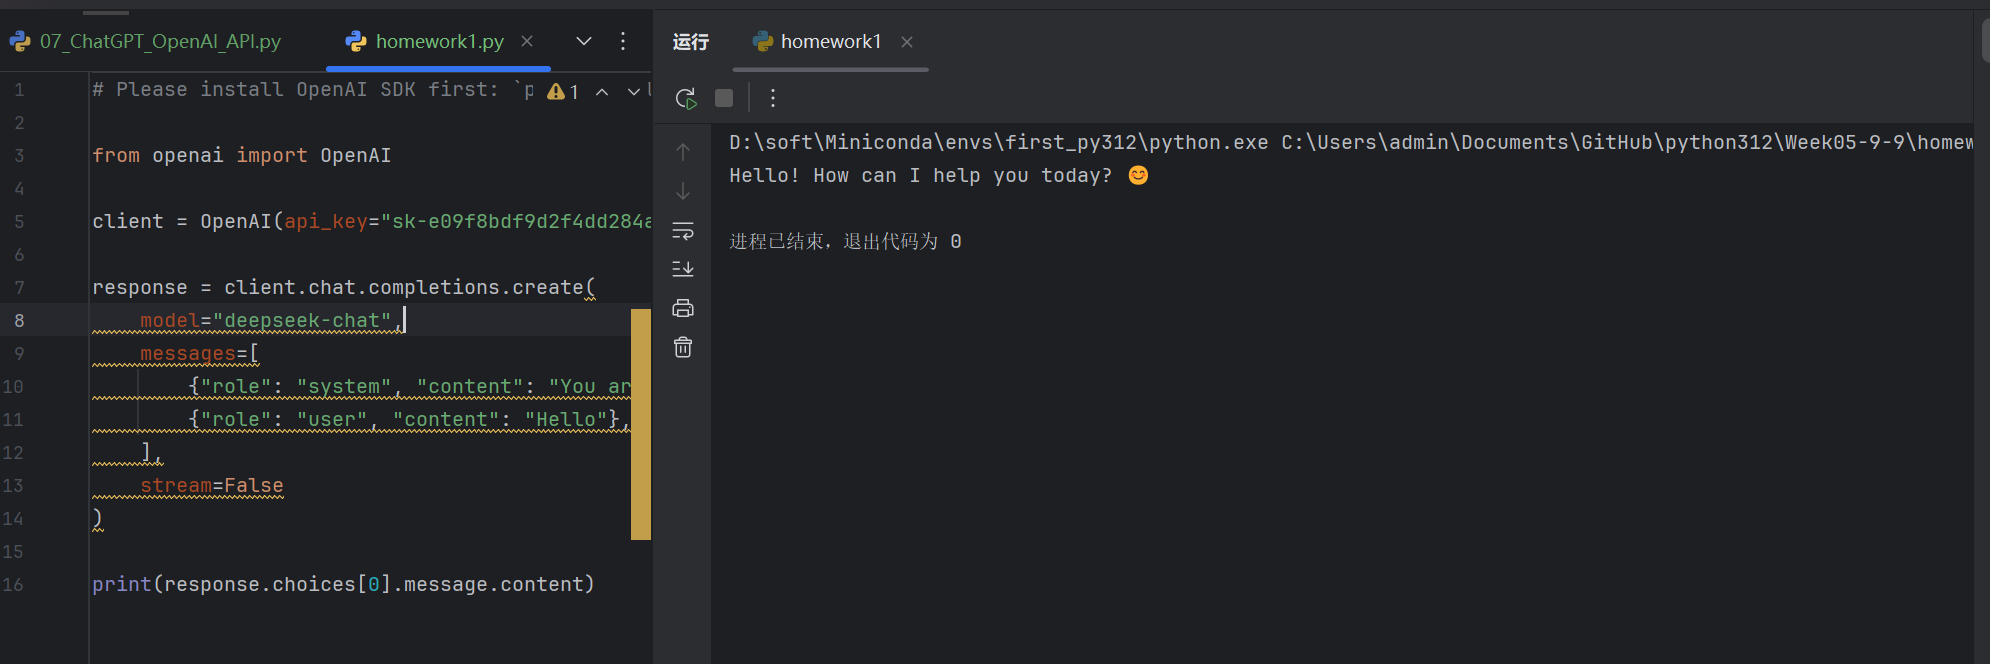 07_ChatGPT_OpenAI_API.py
homework1.py
1 # Please install OpenAI SDK first: `p
1
2
3 from openai import OpenAI
4
5 client = OpenAI(api_key="sk-e09f8bdf9d2f4dd284a
6
7 response = client.chat.completions.create(
8 model="deepseek-chat",
9 messages=[
10 {"role": "system", "content": "You ar
11 {"role": "user", "content": "Hello"},
12 ],
13 stream=False
14 )
15
16 print(response.choices[0].message.content)
运行
homework1
D:\soft\Miniconda\envs\first_py312\python.exe C:\Users\admin\Documents\GitHub\python312\Week05-9-9\homew
Hello! How can I help you today? 😊
进程已结束，退出代码为 0